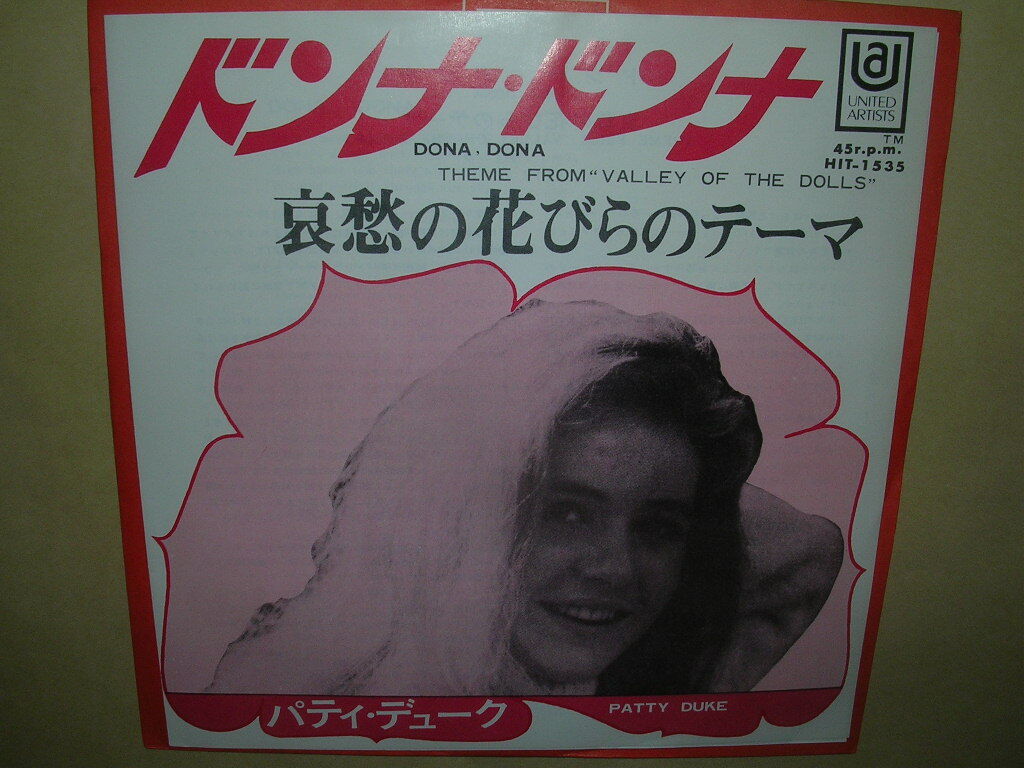 ドンナ・ドンナ
UNITED
ARTISTS
TM
DONA, DONA
45r.p.m.
THEME FROM "VALLEY OF THE DOLLS"
HIT-1535
哀愁の花びらのテーマ
パティ・デューク
PATTY DUKE